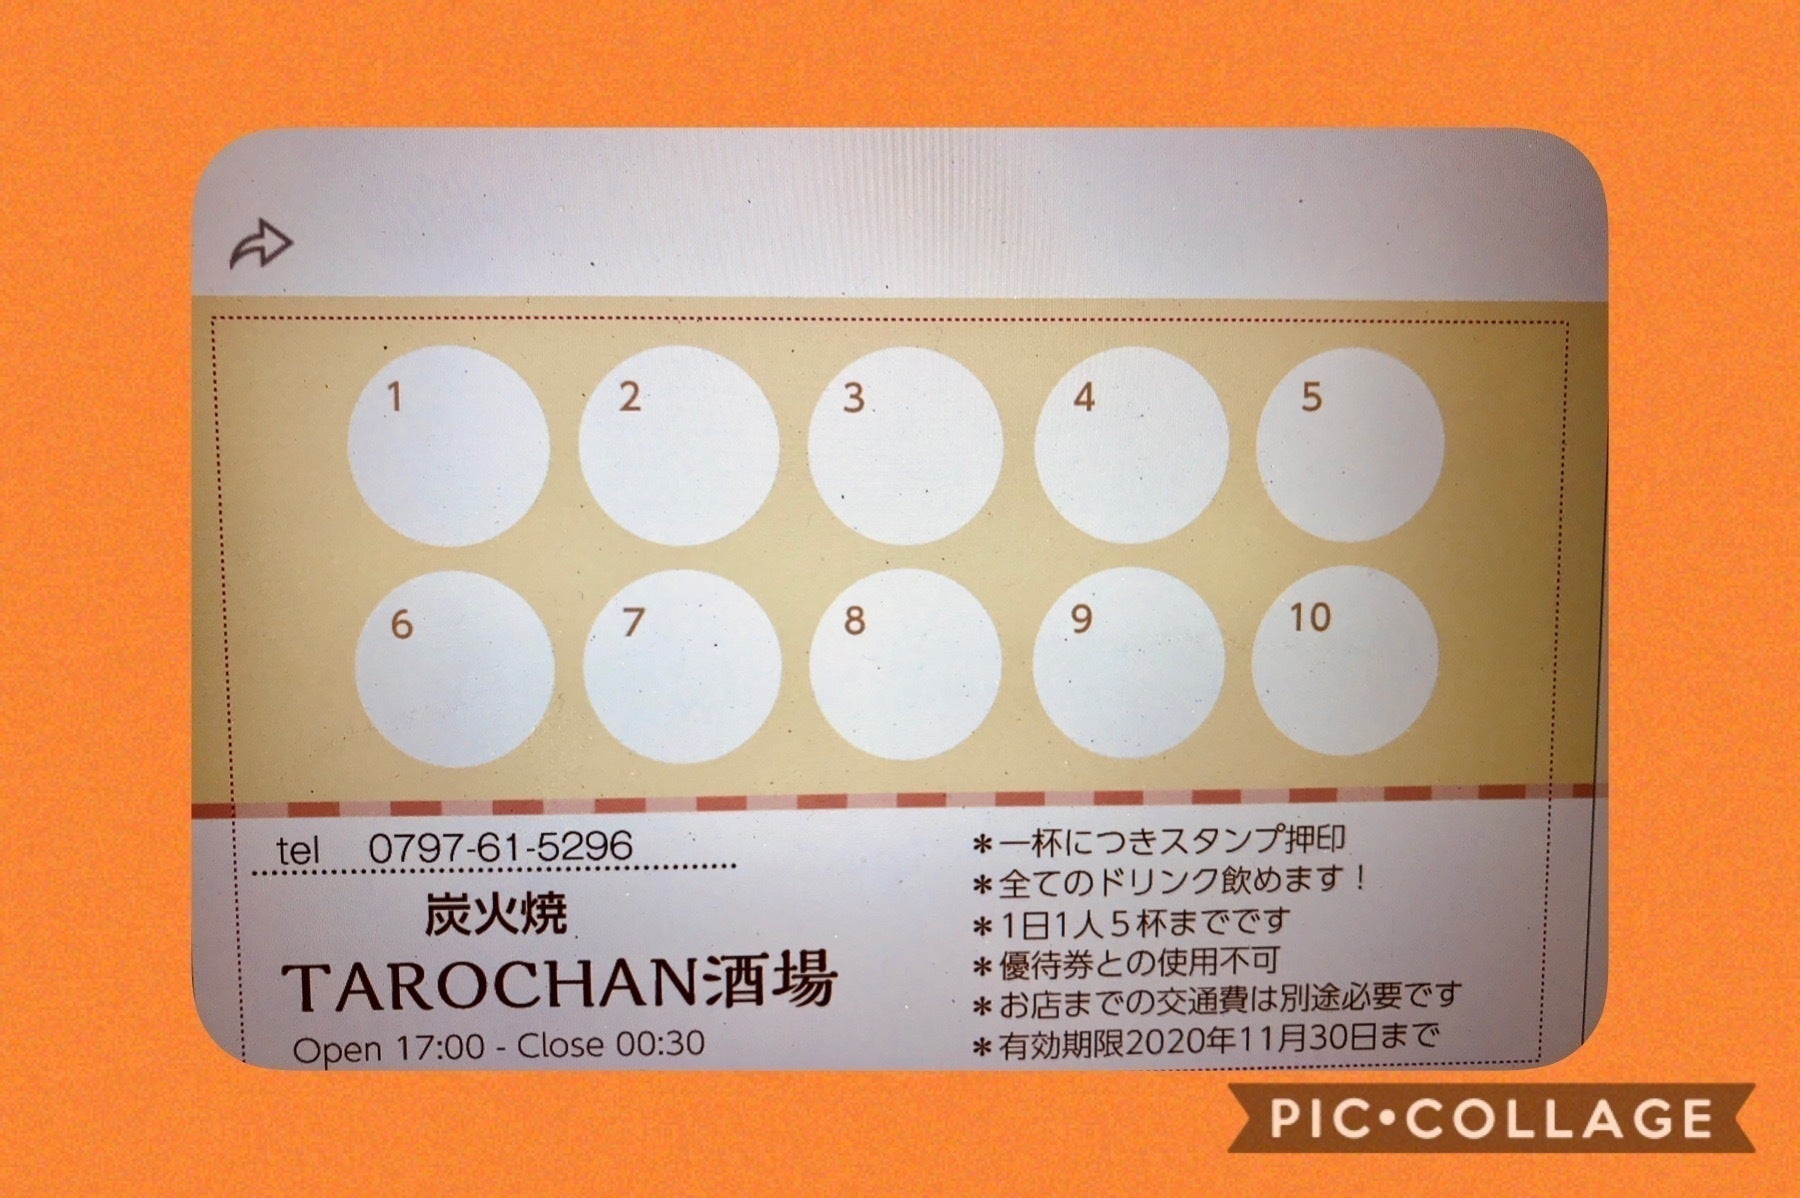 1 2 3 4 5
6 7 8 9 10
tel 0797-61-5296
炭火焼
TAROCHAN酒場
Open 17:00 - Close 00:30
＊一杯につきスタンプ押印
＊全てのドリンク飲めます！
＊1日1人５杯までです
＊優待券との使用不可
＊お店までの交通費は別途必要です
＊有効期限2020年11月30日まで
PIC•COLLAGE